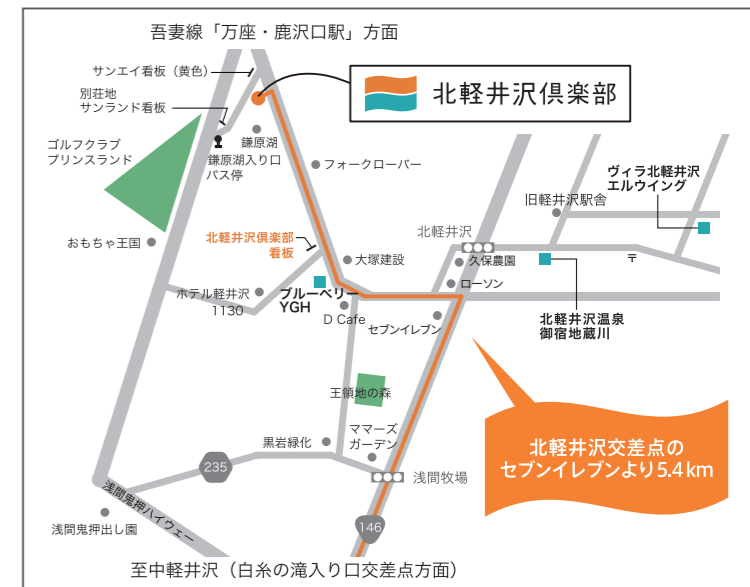 吾妻線「万座・鹿沢口駅」方面
サンエイ看板（黄色）
別荘地
サンランド看板
北軽井沢倶楽部
ゴルフクラブ
プリンスランド
鎌原湖
鎌原湖入り口
バス停
フォークローバー
ヴィラ北軽井沢
エルウイング
旧軽井沢駅舎
北軽井沢
北軽井沢倶楽部
看板
おもちゃ王国
大塚建設
久保農園
〒
ローソン
ホテル軽井沢
1130
ブルーベリー
YGH
D Cafe
セブンイレブン
北軽井沢温泉
御宿地蔵川
王領地の森
ママーズ
ガーデン
黒岩緑化
235
浅間牧場
北軽井沢交差点の
セブンイレブンより5.4km
浅間鬼押ハイウェー
浅間鬼押出し園
146
至中軽井沢（白糸の滝入り口交差点方面）